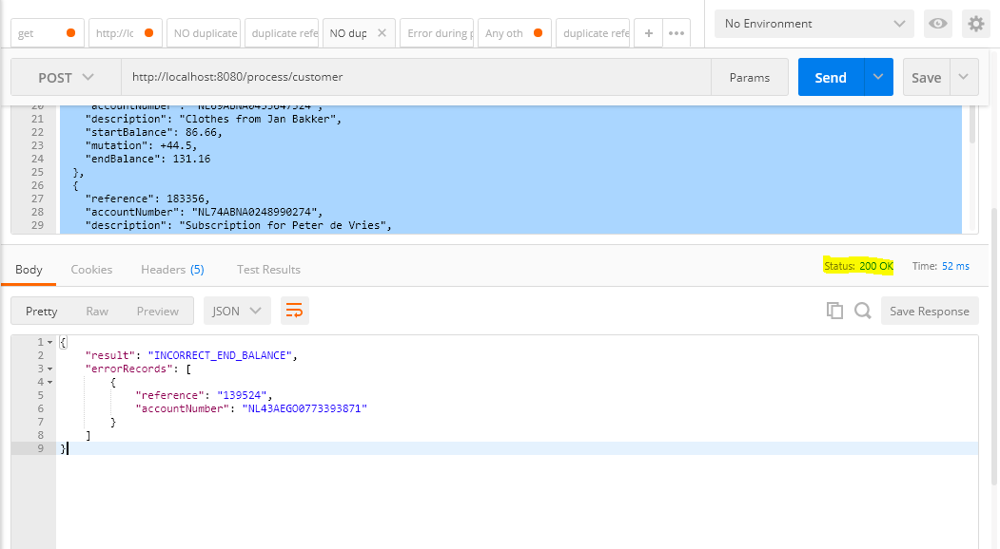 get
http://lc
NO duplicate
duplicate refe
NO dup
Error during p
Any oth
duplicate refe
No Environment
POST
http://localhost:8080/process/customer
Params
Send
Save
20 "accountNumber": "NL69ABNA0433647324",
21 "description": "Clothes from Jan Bakker",
22 "startBalance": 86.66,
23 "mutation": +44.5,
24 "endBalance": 131.16
25 },
26 {
27 "reference": 183356,
28 "accountNumber": "NL74ABNA0248990274",
29 "description": "Subscription for Peter de Vries",
Body
Cookies
Headers (5)
Test Results
Status: 200 OK
Time: 52 ms
Pretty
Raw
Preview
JSON
Save Response
1 {
2 "result": "INCORRECT_END_BALANCE",
3 "errorRecords": [
4 {
5 "reference": "139524",
6 "accountNumber": "NL43AEGO0773393871"
7 }
8 ]
9 }